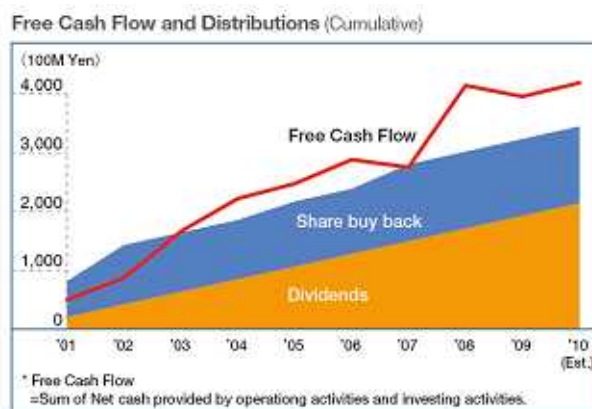 Free Cash Flow and Distributions (Cumulative)
(100M Yen)
4,000
3,000
2,000
1,000
0
Free Cash Flow
Share buy back
Dividends
'01 '02 '03 '04 '05 '06 '07 '08 '09 '10
(Est.)
* Free Cash Flow
=Sum of Net cash provided by operationg activities and investing activities.